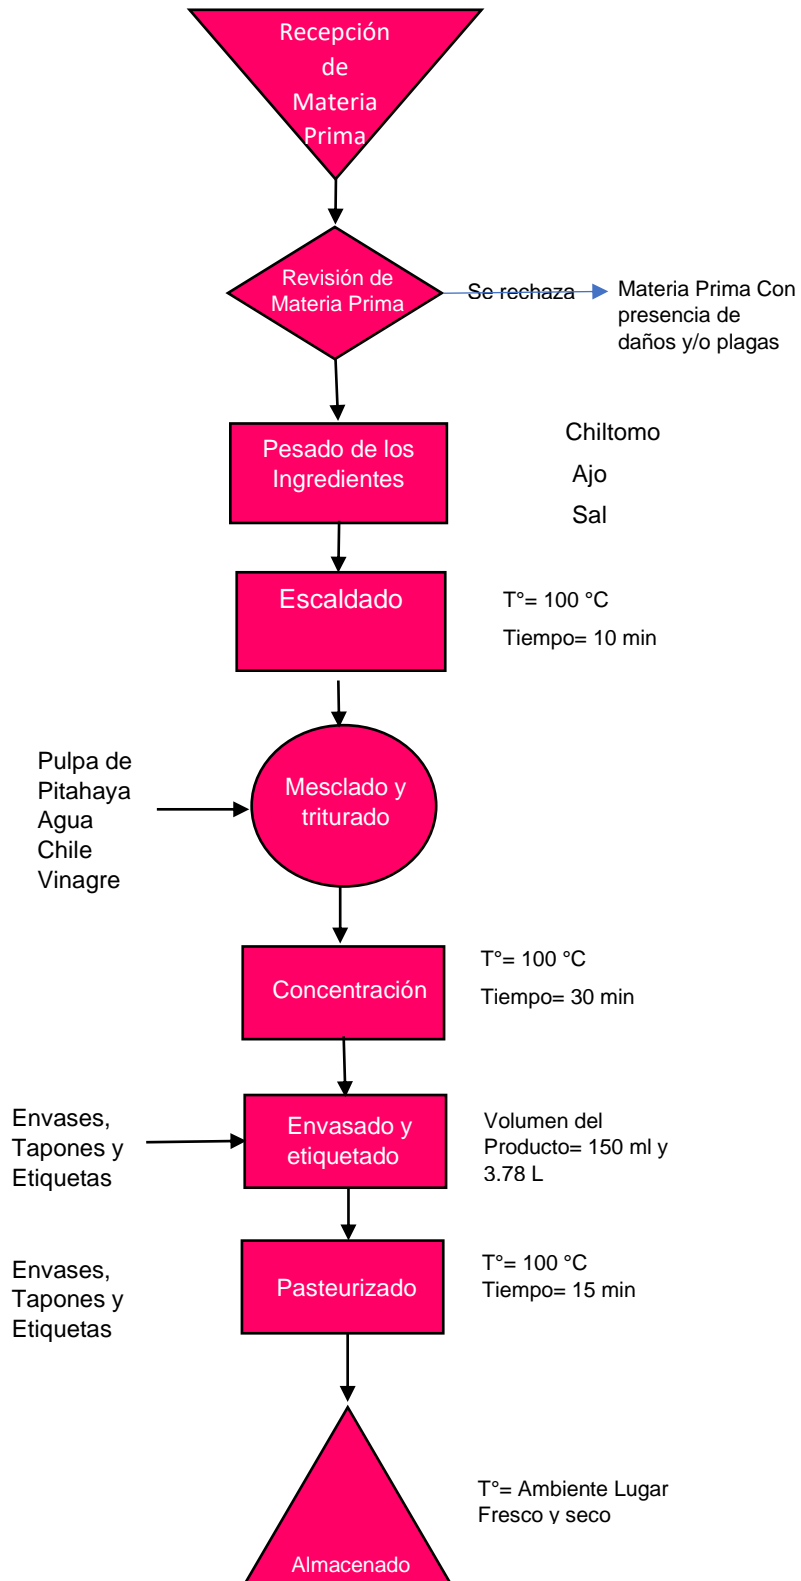 Recepción
de
Materia
Prima
Revisión de
Materia Prima
Se rechaza
Materia Prima Con
presencia de
daños y/o plagas
Pesado de los
Ingredientes
Chiltomo
Ajo
Sal
Escaldado
T°= 100 °C
Tiempo= 10 min
Pulpa de
Pitahaya
Agua
Chile
Vinagre
Mesclado y
triturado
Concentración
T°= 100 °C
Tiempo= 30 min
Envases,
Tapones y
Etiquetas
Envasado y
etiquetado
Volumen del
Producto= 150 ml y
3.78 L
Envases,
Tapones y
Etiquetas
Pasteurizado
T°= 100 °C
Tiempo= 15 min
T°= Ambiente Lugar
Fresco y seco
Almacenado